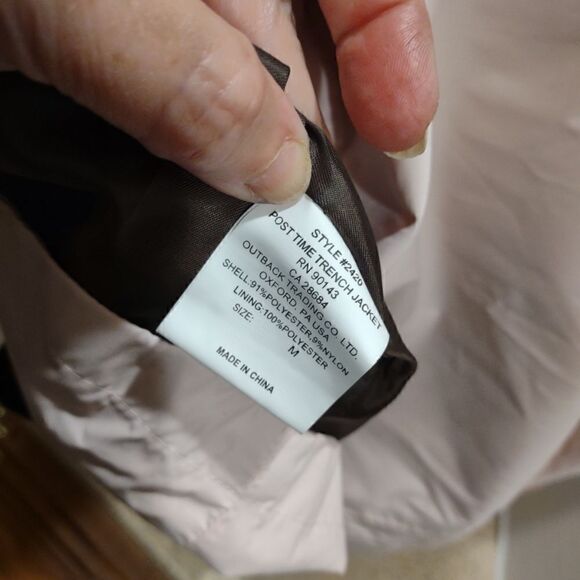 STYLE #2420
POST TIME TRENCH JACKET
RN 90143
CA 28684
OUTBACK TRADING CO. LTD.
OXFORD, PA USA
SHELL:91%POLYESTER,9%NYLON
LINING:100%POLYESTER
SIZE: M
MADE IN CHINA